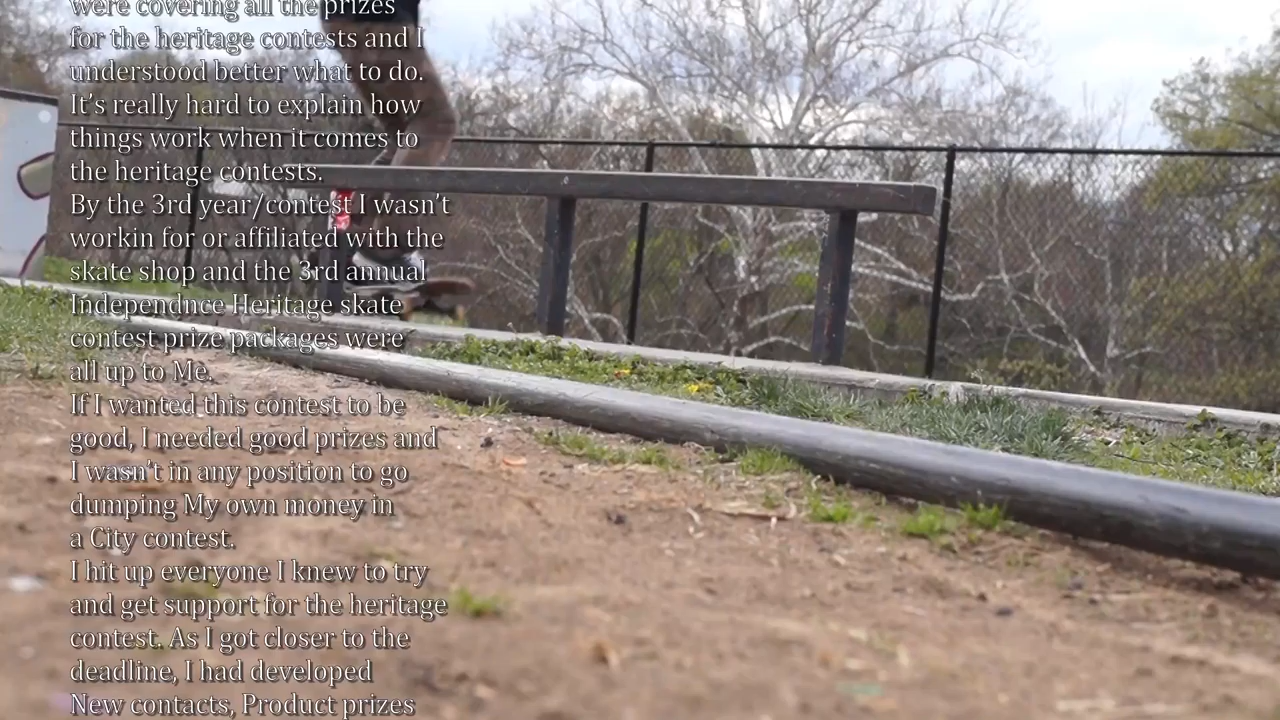 were covering all the prizes
for the heritage contests and I
understood better what to do.
It's really hard to explain how
things work when it comes to
the heritage contests.
By the 3rd year/contest I wasn't
workin for or affiliated with the
skate shop and the 3rd annual
Independnce Heritage skate
contest prize packages were
all up to Me.
If I wanted this contest to be
good, I needed good prizes and
I wasn't in any position to go
dumping My own money in
a City contest.
I hit up everyone I knew to try
and get support for the heritage
contest. As I got closer to the
deadline, I had developed
New contacts, Product prizes